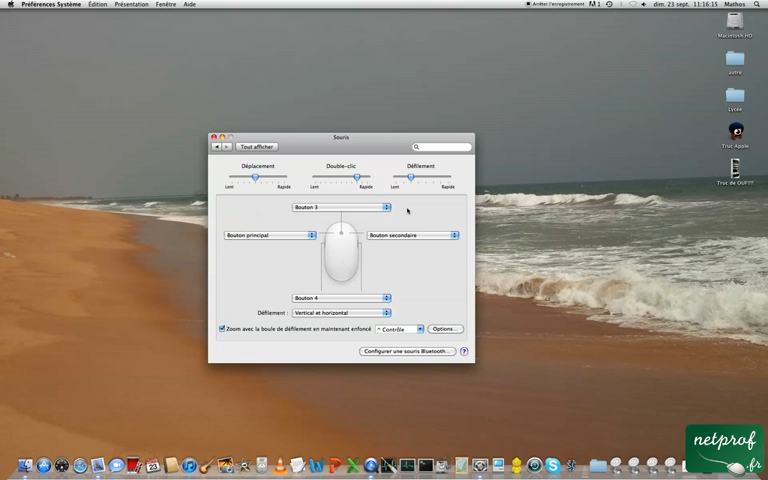 Préférences Système Édition Présentation Fenêtre Aide
Arrêter l'enregistrement 1 dim. 23 sept. 11:16:15 Mathos
Macintosh HD
autre
Lycée
Truc Apple
Truc de OUF!!!!
Souris
Tout afficher
Déplacement Double-clic Défilement
Lent Rapide Lent Rapide Lent Rapide
Bouton 3
Bouton principal Bouton secondaire
Bouton 4
Défilement : Vertical et horizontal
Zoom avec la boule de défilement en maintenant enfoncé ^ Contrôle Options...
Configurer une souris Bluetooth... ?
23
netprof
.fr